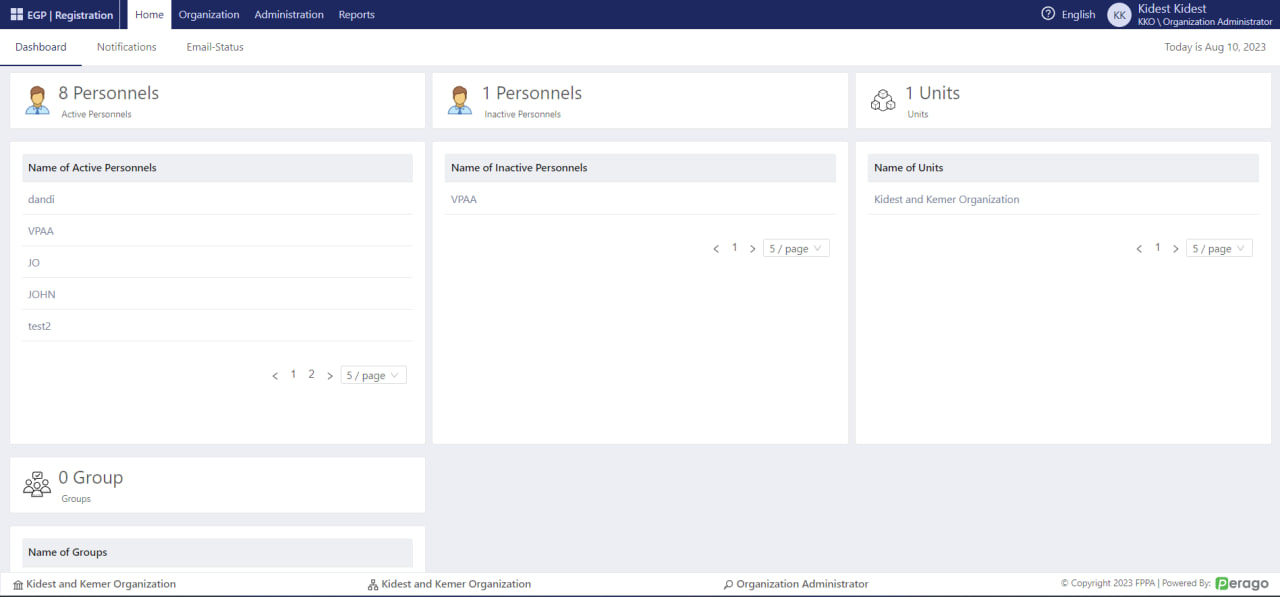 EGP | Registration Home Organization Administration Reports English KK Kidest Kidest
KKO \ Organization Administrator
Dashboard Notifications Email-Status Today is Aug 10, 2023
8 Personnels
Active Personnels
1 Personnels
Inactive Personnels
1 Units
Units
Name of Active Personnels
dandi
VPAA
JO
JOHN
test2
< 1 2 > 5 / page
Name of Inactive Personnels
VPAA
< 1 > 5 / page
Name of Units
Kidest and Kemer Organization
< 1 > 5 / page
0 Group
Groups
Name of Groups
Kidest and Kemer Organization Kidest and Kemer Organization Organization Administrator © Copyright 2023 FPPA | Powered By: perago